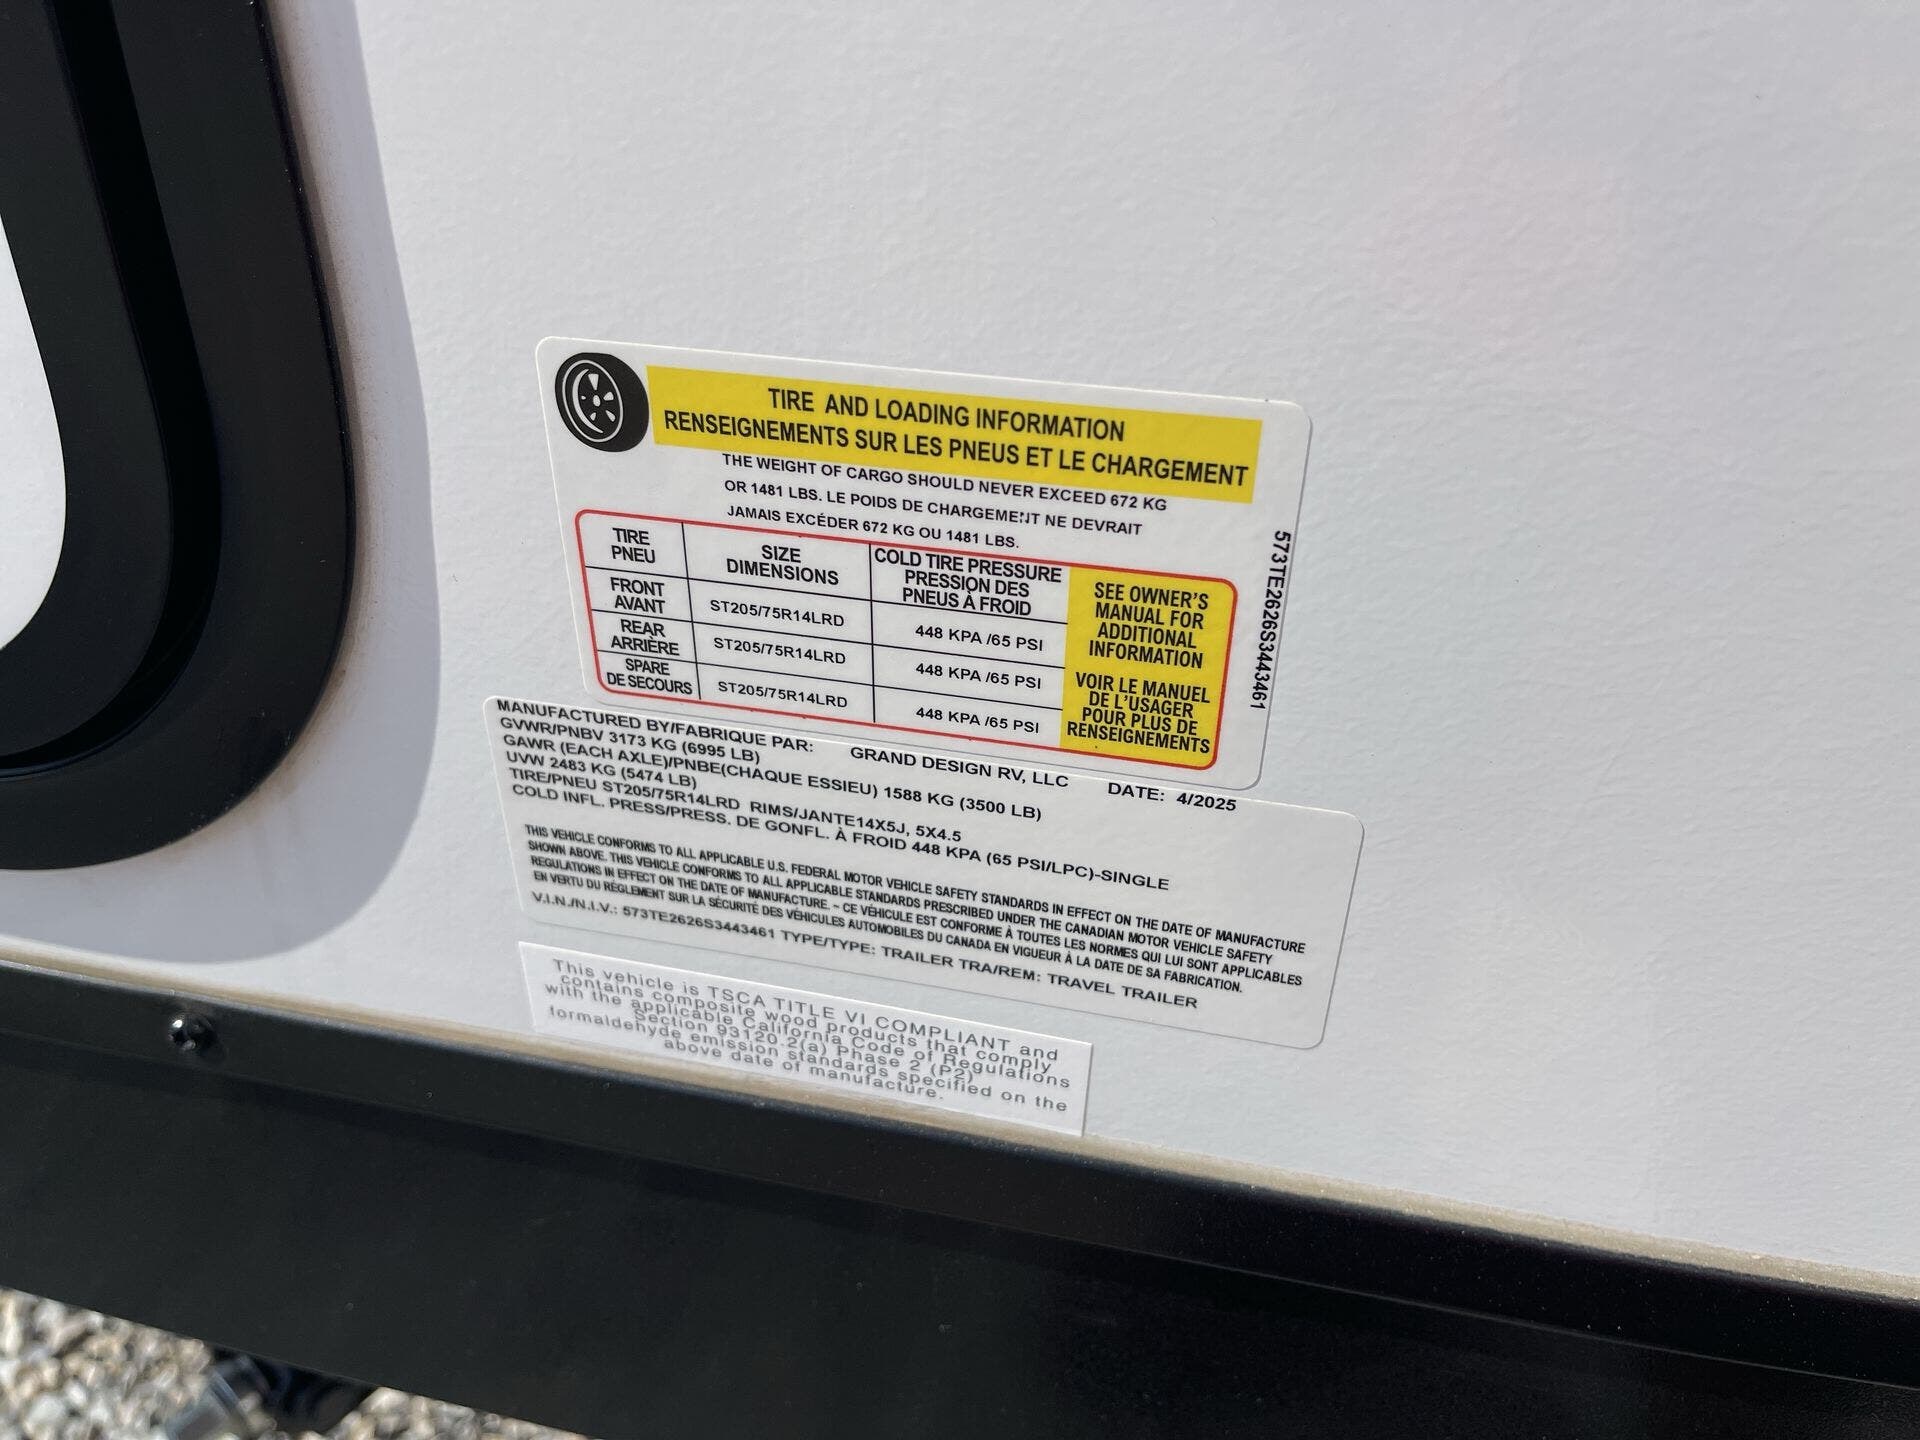 TIRE AND LOADING INFORMATION
RENSEIGNEMENTS SUR LES PNEUS ET LE CHARGEMENT
THE WEIGHT OF CARGO SHOULD NEVER EXCEED 672 KG
OR 1481 LBS. LE POIDS DE CHARGEMENT NE DEVRAIT
JAMAIS EXCÉDER 672 KG OU 1481 LBS.
TIRE
PNEU
SIZE
DIMENSIONS
COLD TIRE PRESSURE
PRESSION DES
PNEUS À FROID
FRONT
AVANT
ST205/75R14LRD
448 KPA /65 PSI
REAR
ARRIÈRE
ST205/75R14LRD
448 KPA /65 PSI
SPARE
DE SECOURS
ST205/75R14LRD
448 KPA /65 PSI
SEE OWNER'S
MANUAL FOR
ADDITIONAL
INFORMATION
VOIR LE MANUEL
DE L'USAGER
POUR PLUS DE
RENSEIGNEMENTS
573TE2626S3443461
MANUFACTURED BY/FABRIQUE PAR: GRAND DESIGN RV, LLC DATE: 4/2025
GVWR/PNBV 3173 KG (6995 LB)
GAWR (EACH AXLE)/PNBE(CHAQUE ESSIEU) 1588 KG (3500 LB)
UVW 2483 KG (5474 LB)
TIRE/PNEU ST205/75R14LRD RIMS/JANTE14X5J, 5X4.5
COLD INFL. PRESS/PRESS. DE GONFL. À FROID 448 KPA (65 PSI/LPC)-SINGLE
THIS VEHICLE CONFORMS TO ALL APPLICABLE U.S. FEDERAL MOTOR VEHICLE SAFETY STANDARDS IN EFFECT ON THE DATE OF MANUFACTURE
SHOWN ABOVE. THIS VEHICLE CONFORMS TO ALL APPLICABLE STANDARDS PRESCRIBED UNDER THE CANADIAN MOTOR VEHICLE SAFETY
REGULATIONS IN EFFECT ON THE DATE OF MANUFACTURE. – CE VÉHICULE EST CONFORME À TOUTES LES NORMES QUI LUI SONT APPLICABLES
EN VERTU DU RÈGLEMENT SUR LA SÉCURITÉ DES VÉHICULES AUTOMOBILES DU CANADA EN VIGUEUR À LA DATE DE SA FABRICATION.
V.I.N./N.I.V.: 573TE2626S3443461 TYPE/TYPE: TRAILER TRA/REM: TRAVEL TRAILER
This vehicle is TSCA TITLE VI COMPLIANT and
contains composite wood products that comply
with the applicable California Code of Regulations
Section 93120.2(a) Phase 2 (P2)
formaldehyde emission standards specified on the
above date of manufacture.